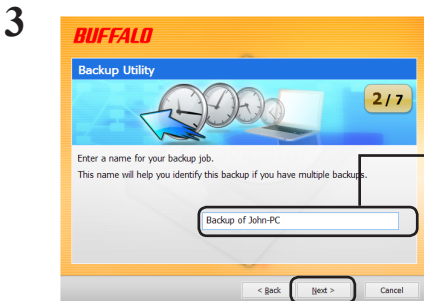 3
BUFFALO
Backup Utility
2/7
Enter a name for your backup job.
This name will help you identify this backup if you have multiple backups.
Backup of John-PC
< Back
Next >
Cancel